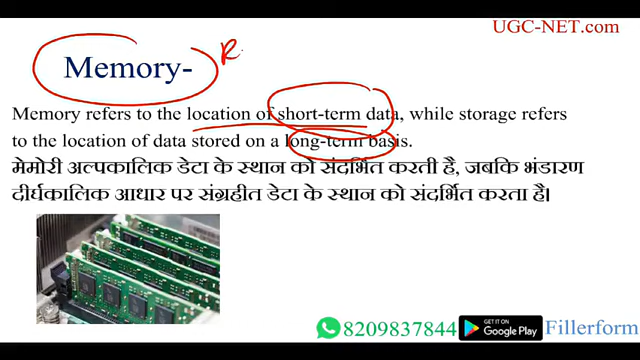 UGC-NET.com
Memory- R
Memory refers to the location of short-term data, while storage refers
to the location of data stored on a long-term basis.
मेमोरी अल्पकालिक डेटा के स्थान को संदर्भित करती है, जबकि भंडारण
दीर्घकालिक आधार पर संग्रहीत डेटा के स्थान को संदर्भित करता है।
8209837844 GET IT ON Google Play Fillerform